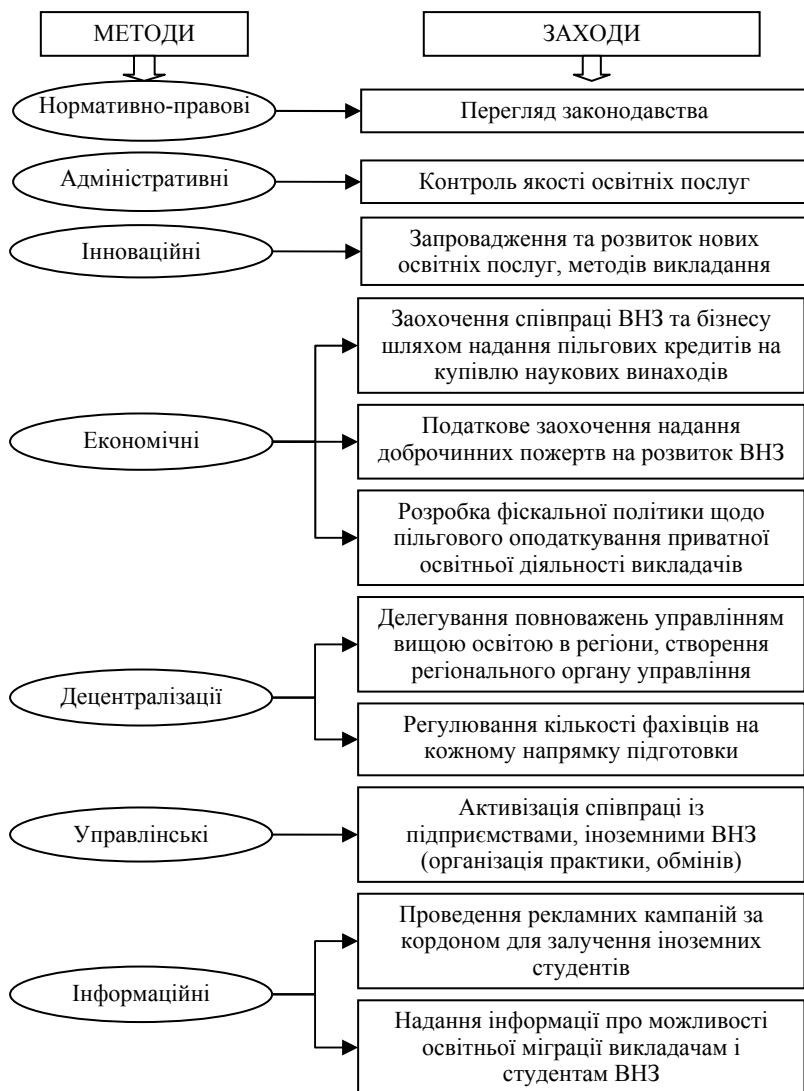 МЕТОДИ
ЗАХОДИ
Нормативно-правові
Перегляд законодавства
Адміністративні
Контроль якості освітніх послуг
Інноваційні
Запровадження та розвиток нових
освітніх послуг, методів викладання
Економічні
Заохочення співпраці ВНЗ та бізнесу
шляхом надання пільгових кредитів на
купівлю наукових винаходів
Податкове заохочення надання
доброчинних пожертв на розвиток ВНЗ
Розробка фіскальної політики щодо
пільгового оподаткування приватної
освітньої діяльності викладачів
Децентралізації
Делегування повноважень управлінням
вищою освітою в регіони, створення
регіонального органу управління
Регулювання кількості фахівців на
кожному напрямку підготовки
Управлінські
Активізація співпраці із
підприємствами, іноземними ВНЗ
(організація практики, обмінів)
Інформаційні
Проведення рекламних кампаній за
кордоном для залучення іноземних
студентів
Надання інформації про можливості
освітньої міграції викладачам і
студентам ВНЗ